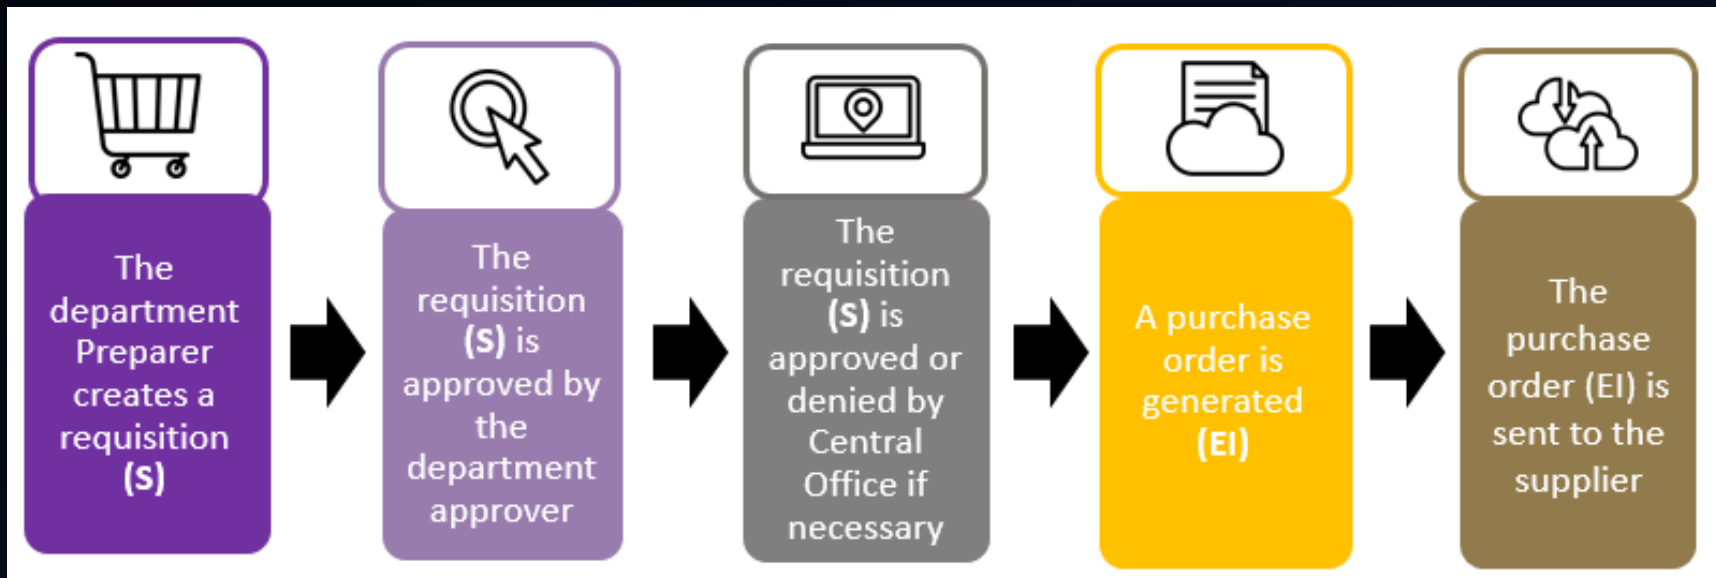 The
department
Preparer
creates a
requisition
(S)
The
requisition
(S) is
approved by
the
department
approver
The
requisition
(S) is
approved or
denied by
Central
Office if
necessary
A purchase
order is
generated
(EI)
The
purchase
order (EI) is
sent to the
supplier